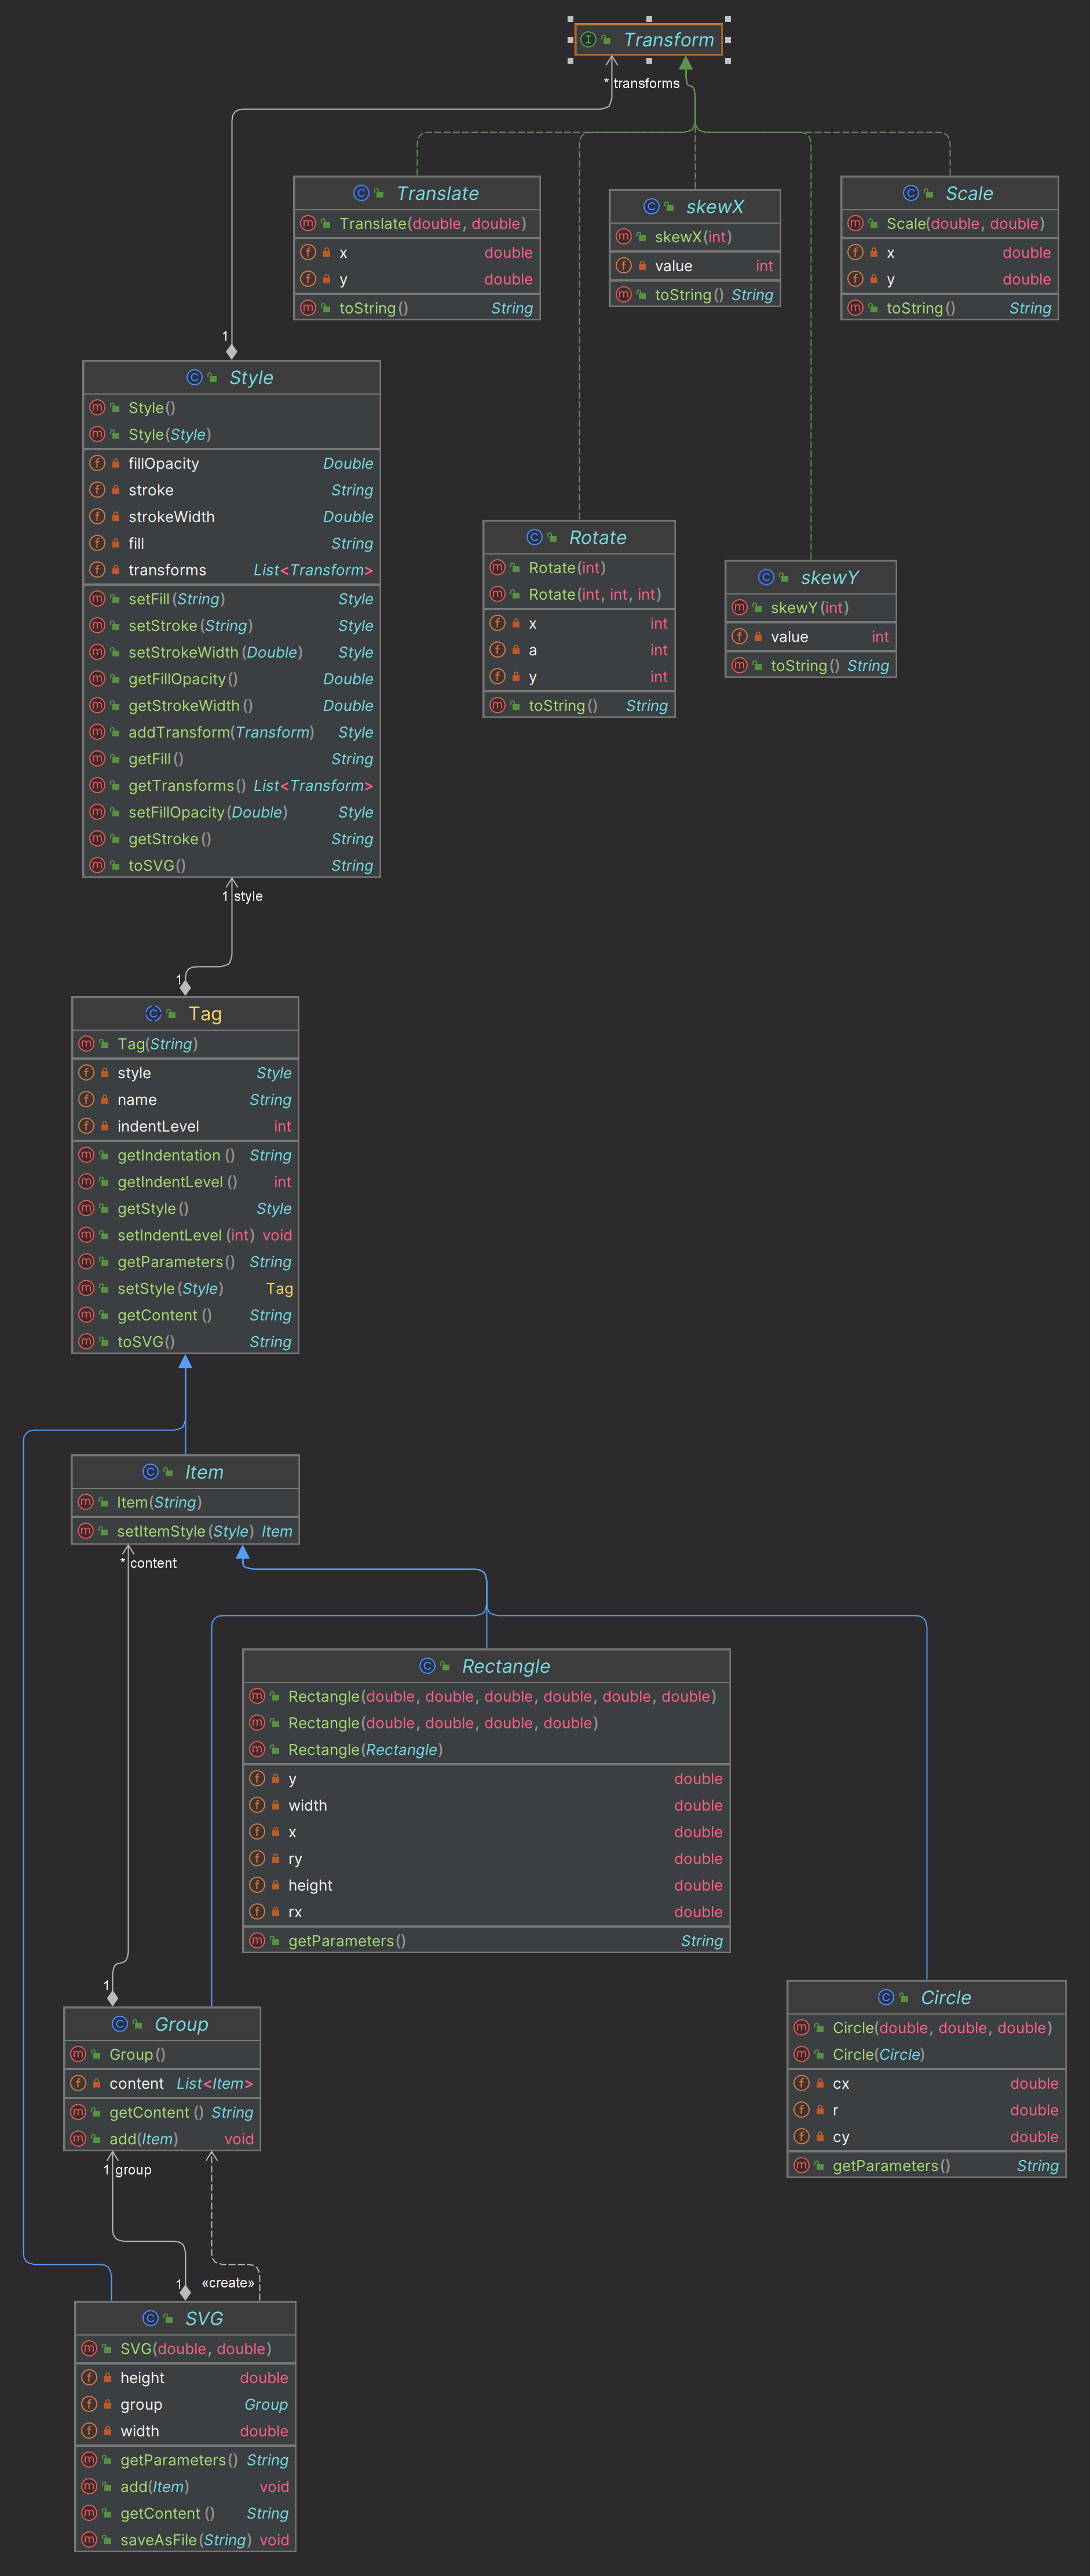 Transform
* transforms
Translate
Translate(double, double)
x double
y double
toString() String
skewX
skewX(int)
value int
toString() String
Scale
Scale(double, double)
x double
y double
toString() String
1
Style
Style()
Style(Style)
fillOpacity Double
stroke String
strokeWidth Double
fill String
transforms List<Transform>
setFill(String) Style
setStroke(String) Style
setStrokeWidth(Double) Style
getFillOpacity() Double
getStrokeWidth() Double
addTransform(Transform) Style
getFill() String
getTransforms() List<Transform>
setFillOpacity(Double) Style
getStroke() String
toSVG() String
Rotate
Rotate(int)
Rotate(int, int, int)
x int
a int
y int
toString() String
skewY
skewY(int)
value int
toString() String
1 style
1
Tag
Tag(String)
style Style
name String
indentLevel int
getIndentation() String
getIndentLevel() int
getStyle() Style
setIndentLevel(int) void
getParameters() String
setStyle(Style) Tag
getContent() String
toSVG() String
Item
Item(String)
setItemStyle(Style) Item
* content
Rectangle
Rectangle(double, double, double, double, double, double)
Rectangle(double, double, double, double)
Rectangle(Rectangle)
y double
width double
x double
ry double
height double
rx double
getParameters() String
1
Group
Group()
content List<Item>
getContent() String
add(Item) void
Circle
Circle(double, double, double)
Circle(Circle)
cx double
r double
cy double
getParameters() String
1 group
1 «create»
SVG
SVG(double, double)
height double
group Group
width double
getParameters() String
add(Item) void
getContent() String
saveAsFile(String) void